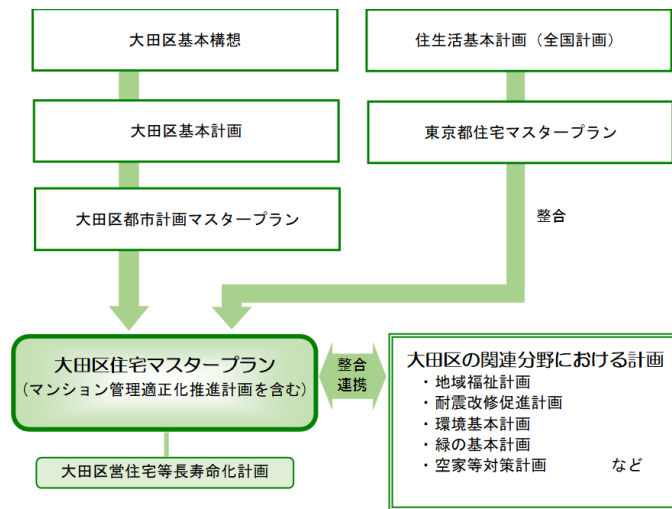 大田区基本構想
住生活基本計画（全国計画）
大田区基本計画
東京都住宅マスタープラン
大田区都市計画マスタープラン
整合
大田区住宅マスタープラン
（マンション管理適正化推進計画を含む）
整合
連携
大田区の関連分野における計画
・地域福祉計画
・耐震改修促進計画
・環境基本計画
・緑の基本計画
・空家等対策計画　　　など
大田区営住宅等長寿命化計画